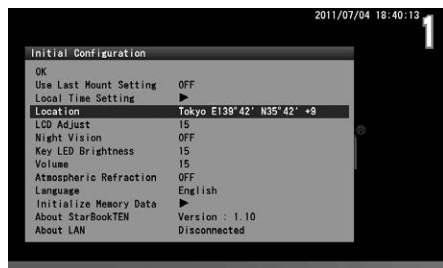 2011/07/04 18:40:13
1
Initial Configuration
OK
Use Last Mount Setting OFF
Local Time Setting ▶
Location Tokyo E139°42' N35°42' +9
LCD Adjust 15
Night Vision OFF
Key LED Brightness 15
Volume 15
Atmospheric Refraction OFF
Language English
Initialize Memory Data ▶
About StarBookTEN Version : 1.10
About LAN Disconnected
®